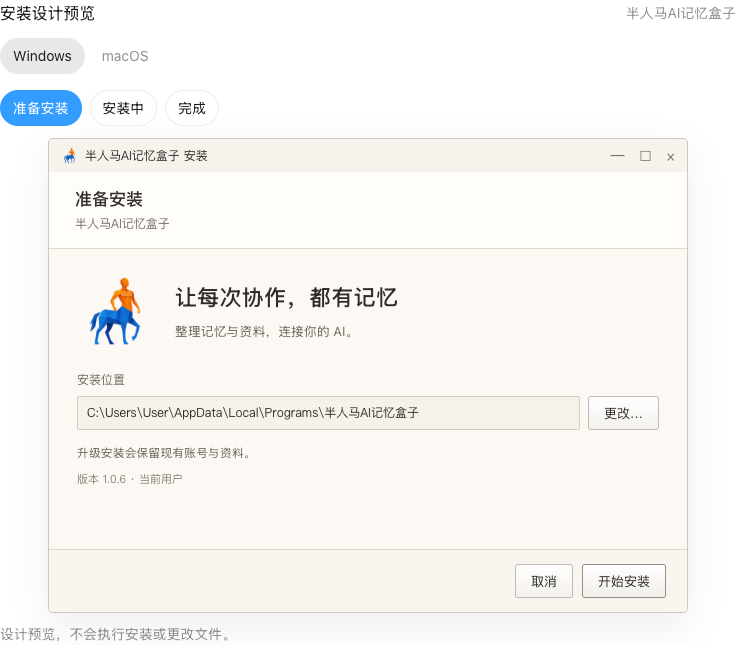 安装设计预览
半人马AI记忆盒子
Windows
macOS
准备安装
安装中
完成
半人马AI记忆盒子 安装
准备安装
半人马AI记忆盒子
让每次协作，都有记忆
整理记忆与资料，连接你的 AI。
安装位置
C:\Users\User\AppData\Local\Programs\半人马AI记忆盒子
更改...
升级安装会保留现有账号与资料。
版本 1.0.6 · 当前用户
取消
开始安装
设计预览，不会执行安装或更改文件。